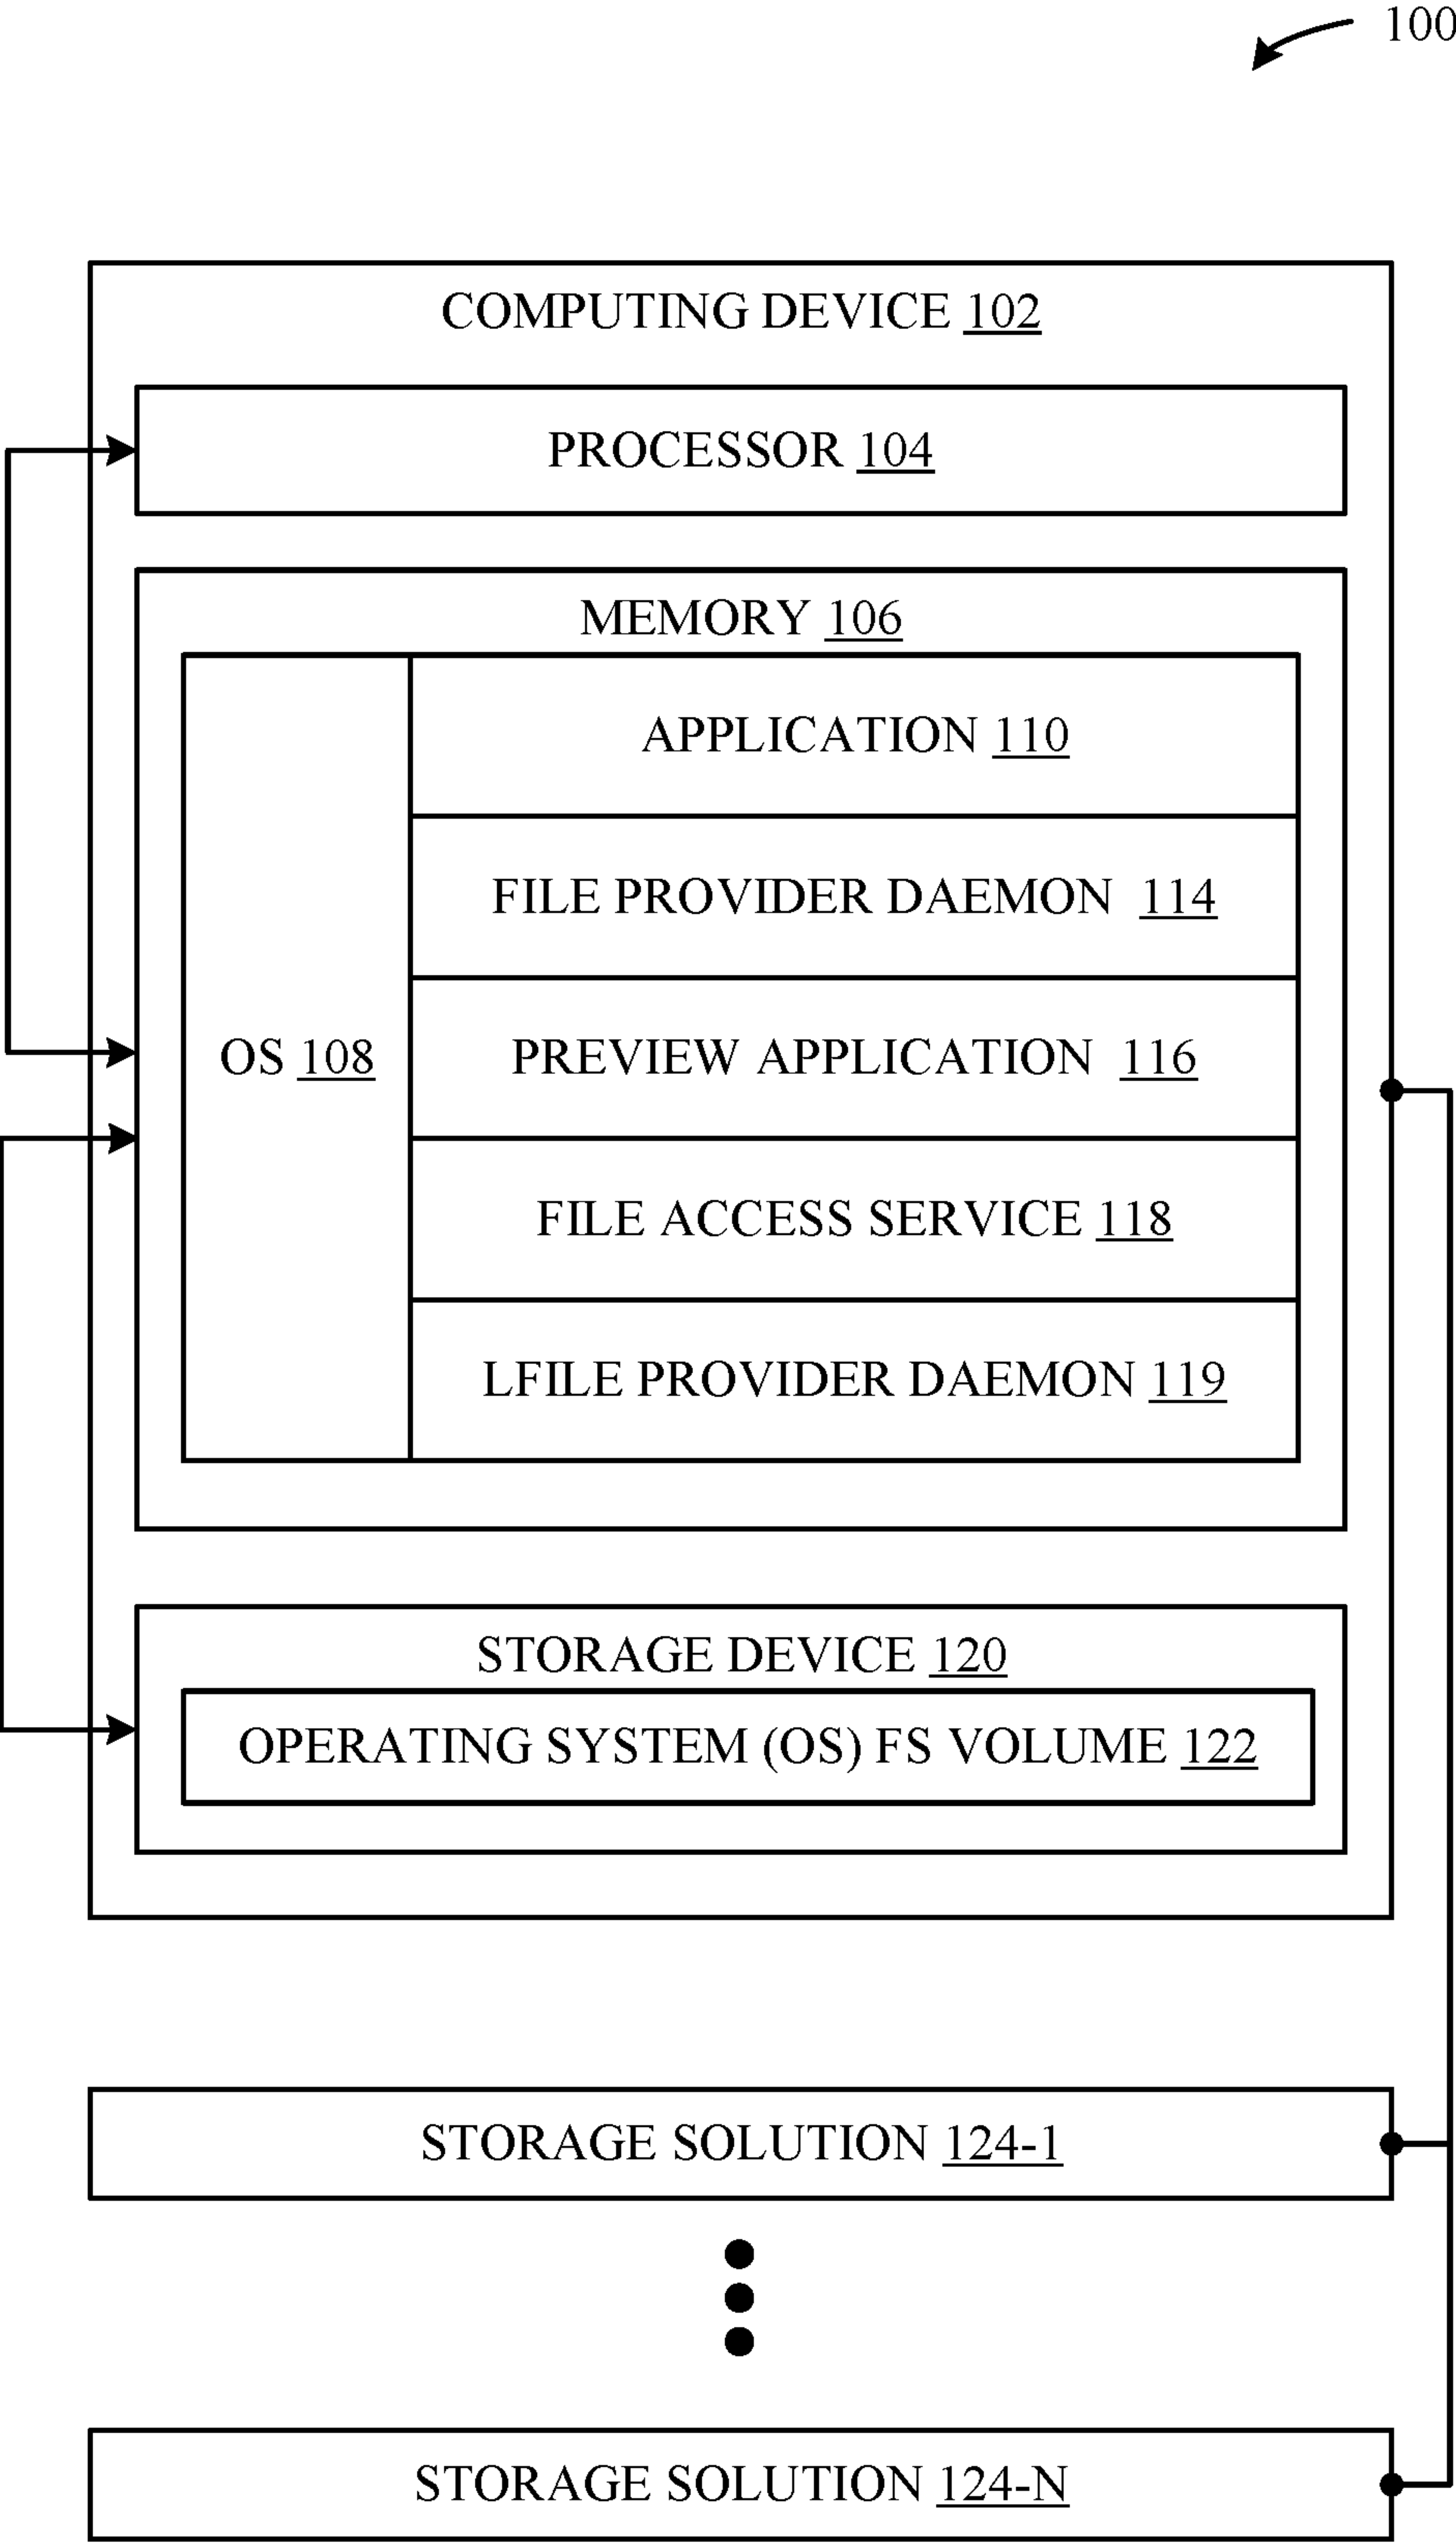 100
COMPUTING DEVICE 102
PROCESSOR 104
MEMORY 106
OS 108
APPLICATION 110
FILE PROVIDER DAEMON 114
PREVIEW APPLICATION 116
FILE ACCESS SERVICE 118
LFILE PROVIDER DAEMON 119
STORAGE DEVICE 120
OPERATING SYSTEM (OS) FS VOLUME 122
STORAGE SOLUTION 124-1
STORAGE SOLUTION 124-N